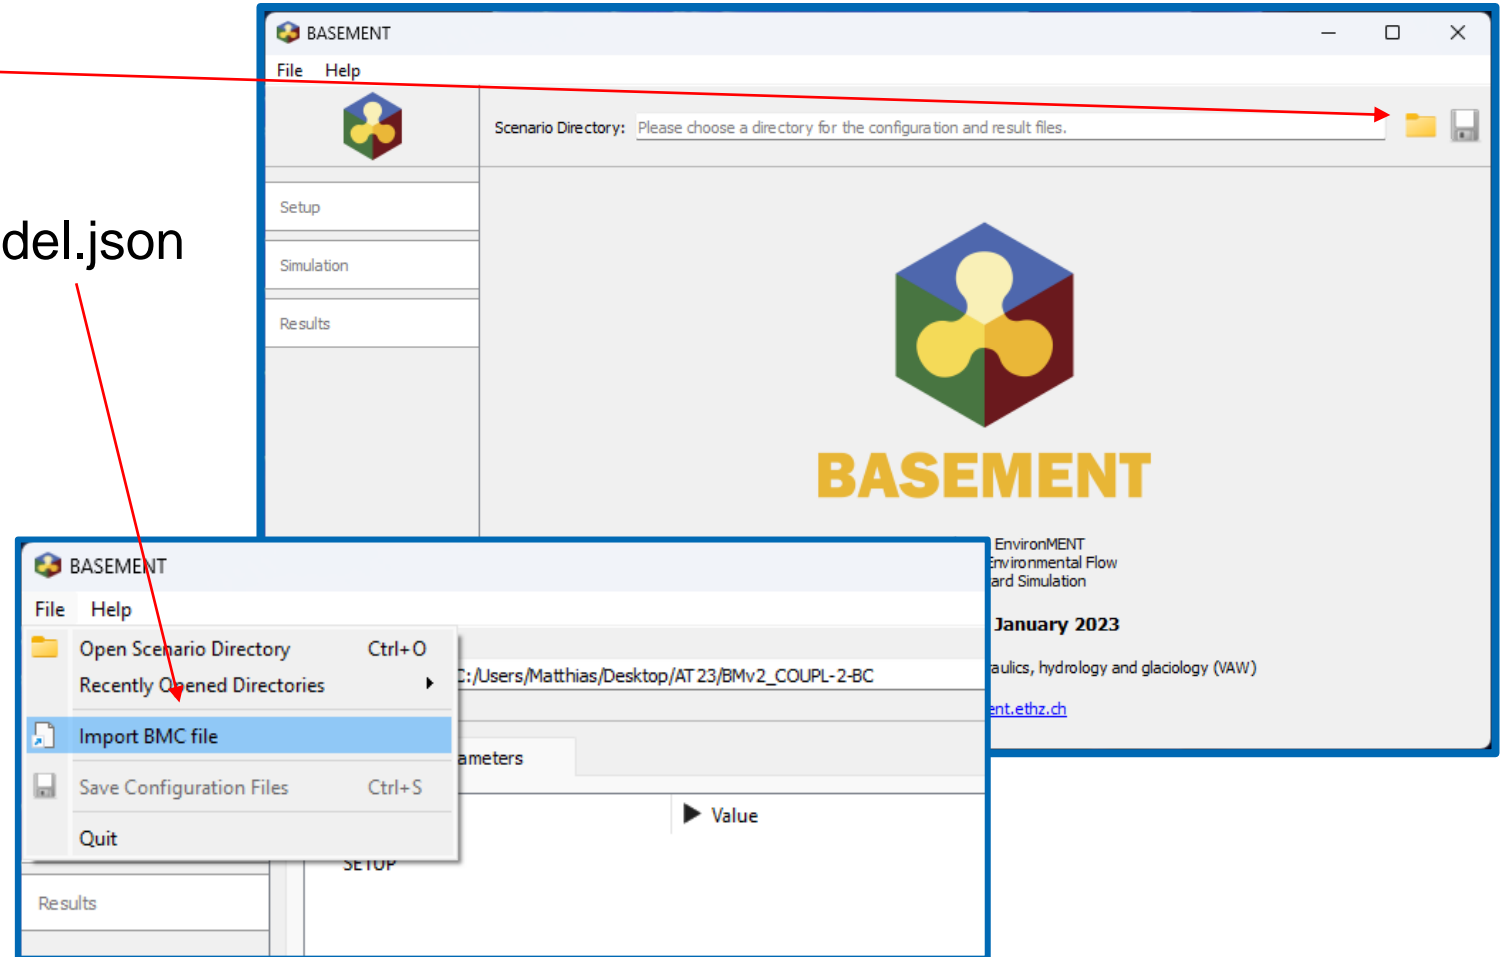 BASEMENT
File Help
Scenario Directory: Please choose a directory for the configuration and result files.
Setup
del.json
Simulation
Results
BASEMENT
EnvironMENT
Environmental Flow
ard Simulation
January 2023
raulics, hydrology and glaciology (VAW)
ent.ethz.ch
BASEMENT
File Help
Open Scenario Directory Ctrl+O
C:/Users/Matthias/Desktop/AT23/BMv2_COUPL-2-BC
Recently Opened Directories
Import BMC file
ameters
Save Configuration Files Ctrl+S
Value
Quit
SETUP
Results